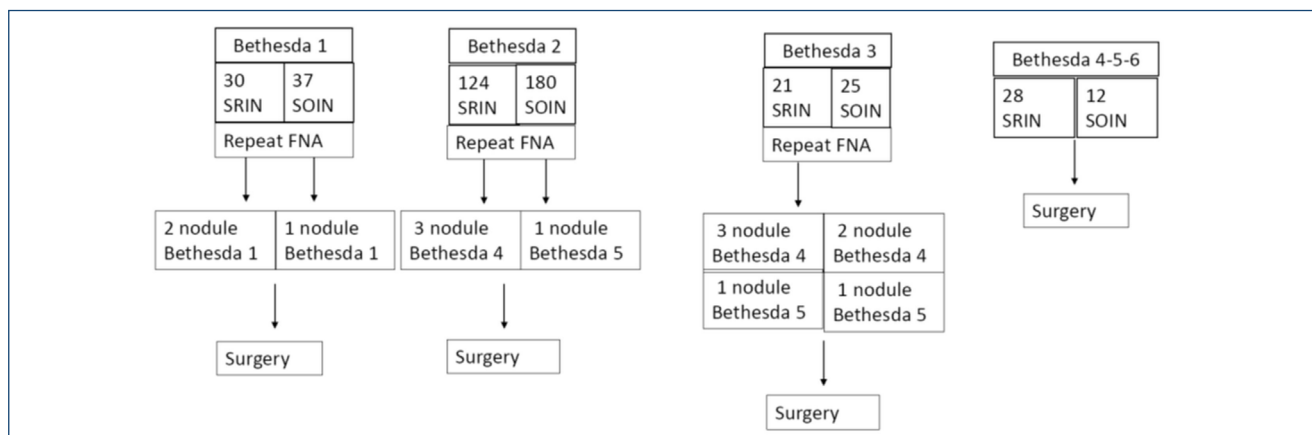 Bethesda 1
30
SRIN
37
SOIN
Repeat FNA
2 nodule
Bethesda 1
1 nodule
Bethesda 1
Surgery
Bethesda 2
124
SRIN
180
SOIN
Repeat FNA
3 nodule
Bethesda 4
1 nodule
Bethesda 5
Surgery
Bethesda 3
21
SRIN
25
SOIN
Repeat FNA
3 nodule
Bethesda 4
2 nodule
Bethesda 4
1 nodule
Bethesda 5
1 nodule
Bethesda 5
Surgery
Bethesda 4-5-6
28
SRIN
12
SOIN
Surgery